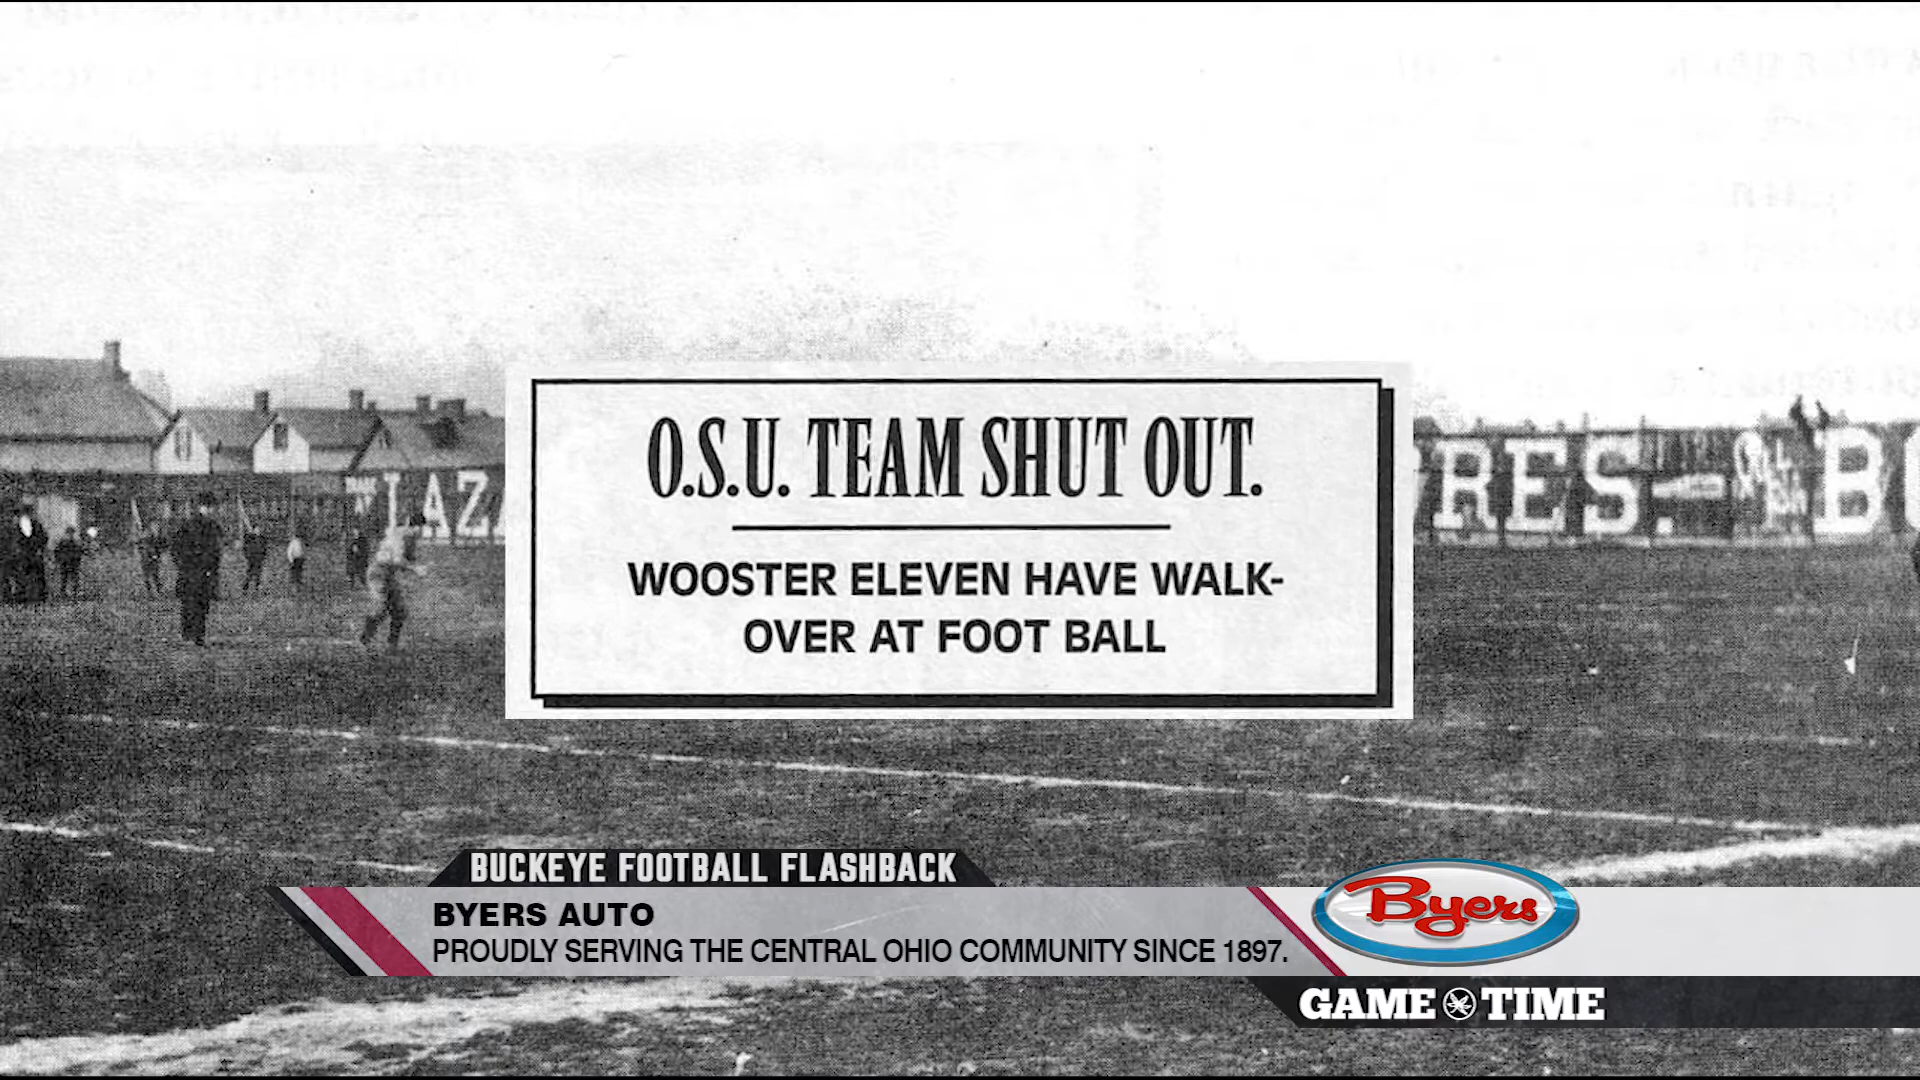 O.S.U. TEAM SHUT OUT.
WOOSTER ELEVEN HAVE WALK-
OVER AT FOOT BALL
BUCKEYE FOOTBALL FLASHBACK
BYERS AUTO
PROUDLY SERVING THE CENTRAL OHIO COMMUNITY SINCE 1897.
Byers
GAME TIME